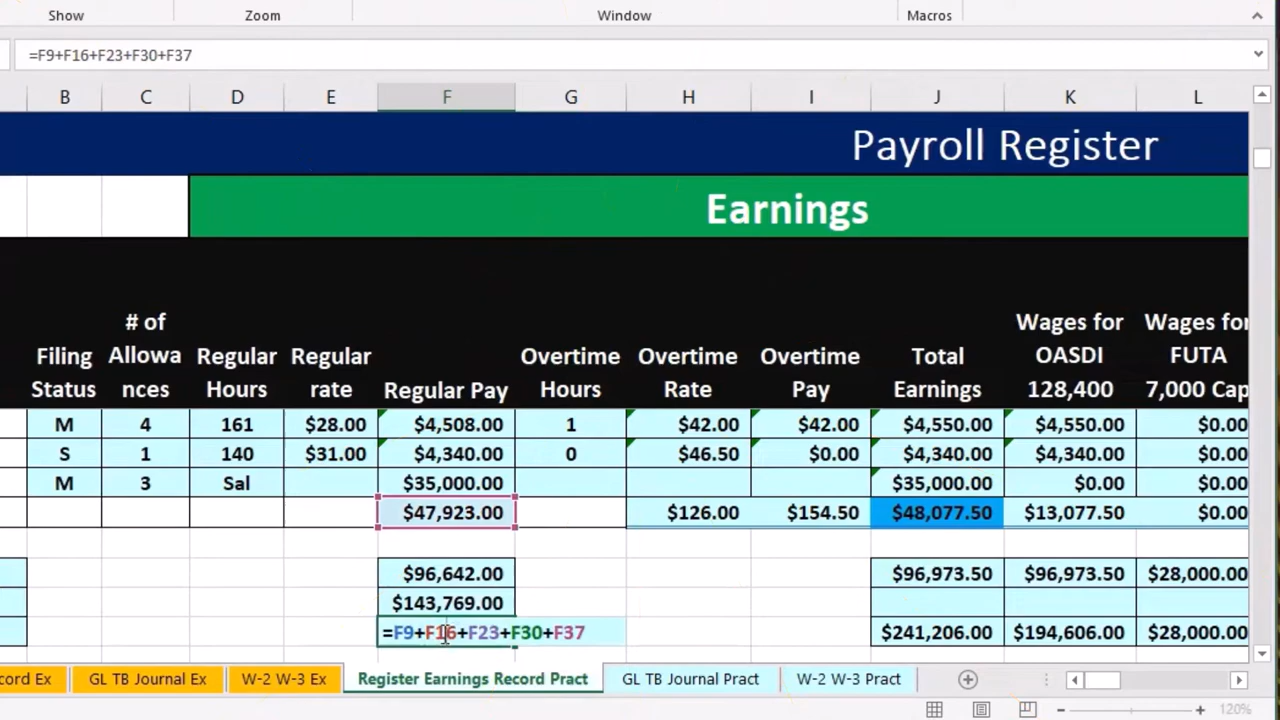 Show Zoom Window Macros
=F9+F16+F23+F30+F37
B C D E F G H I J K L
Payroll Register
Earnings
Filing Status # of Allowa nces Regular Hours Regular rate Regular Pay Overtime Hours Overtime Rate Overtime Pay Total Earnings Wages for OASDI 128,400 Wages for FUTA 7,000 Cap
M 4 161 $28.00 $4,508.00 1 $42.00 $42.00 $4,550.00 $4,550.00 $0.00
S 1 140 $31.00 $4,340.00 0 $46.50 $0.00 $4,340.00 $4,340.00 $0.00
M 3 Sal $35,000.00 $35,000.00 $0.00 $0.00
$47,923.00 $126.00 $154.50 $48,077.50 $13,077.50 $0.00
$96,642.00 $96,973.50 $96,973.50 $28,000.00
$143,769.00
=F9+F16+F23+F30+F37 $241,206.00 $194,606.00 $28,000.00
cord Ex GL TB Journal Ex W-2 W-3 Ex Register Earnings Record Pract GL TB Journal Pract W-2 W-3 Pract
120%